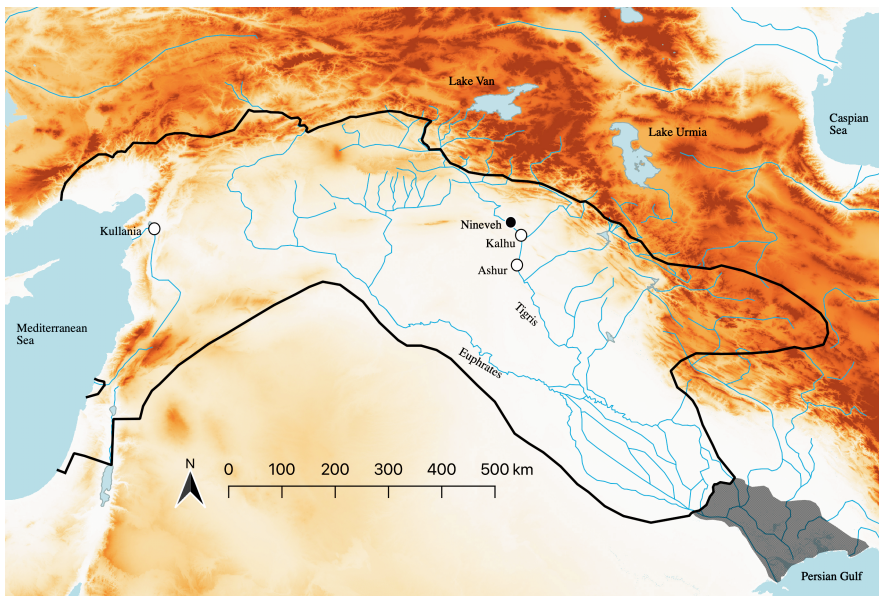 Lake Van
Caspian
Sea
Lake Urmia
Kullania
Nineveh
Kalhu
Ashur
Tigris
Mediterranean
Sea
Euphrates
N
0 100 200 300 400 500 km
Persian Gulf